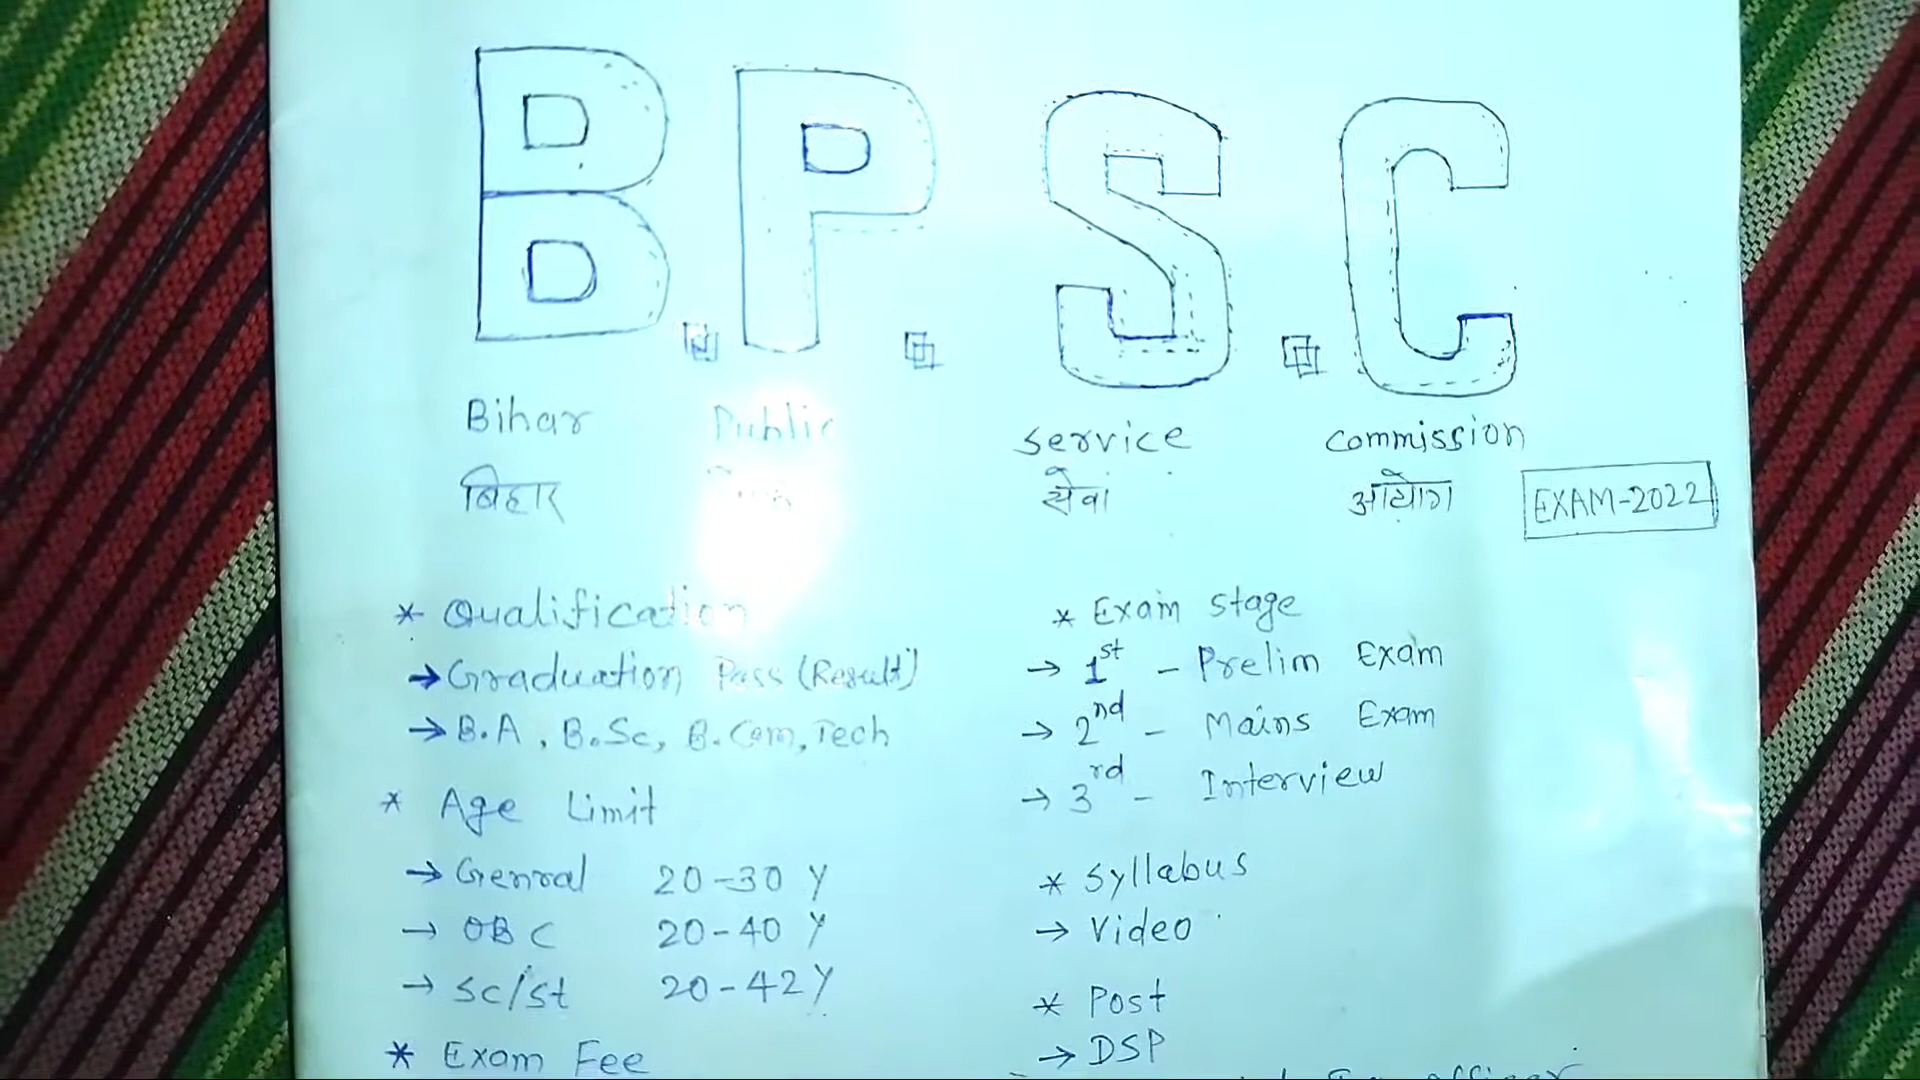 B.P.S.C
Bihar Public Service Commission
बिहार सेवा आयोग
EXAM-2022
* Qualification
→ Graduation Pass (Result)
→ B.A, B.Sc, B.Com, Tech
* Age Limit
→ Genral 20-30 Y
→ OBC 20-40 Y
→ SC/St 20-42 Y
* Exam Fee
* Exam Stage
→ 1st - Prelim Exam
→ 2nd - Mains Exam
→ 3rd - Interview
* Syllabus
→ Video
* Post
→ DSP
officer